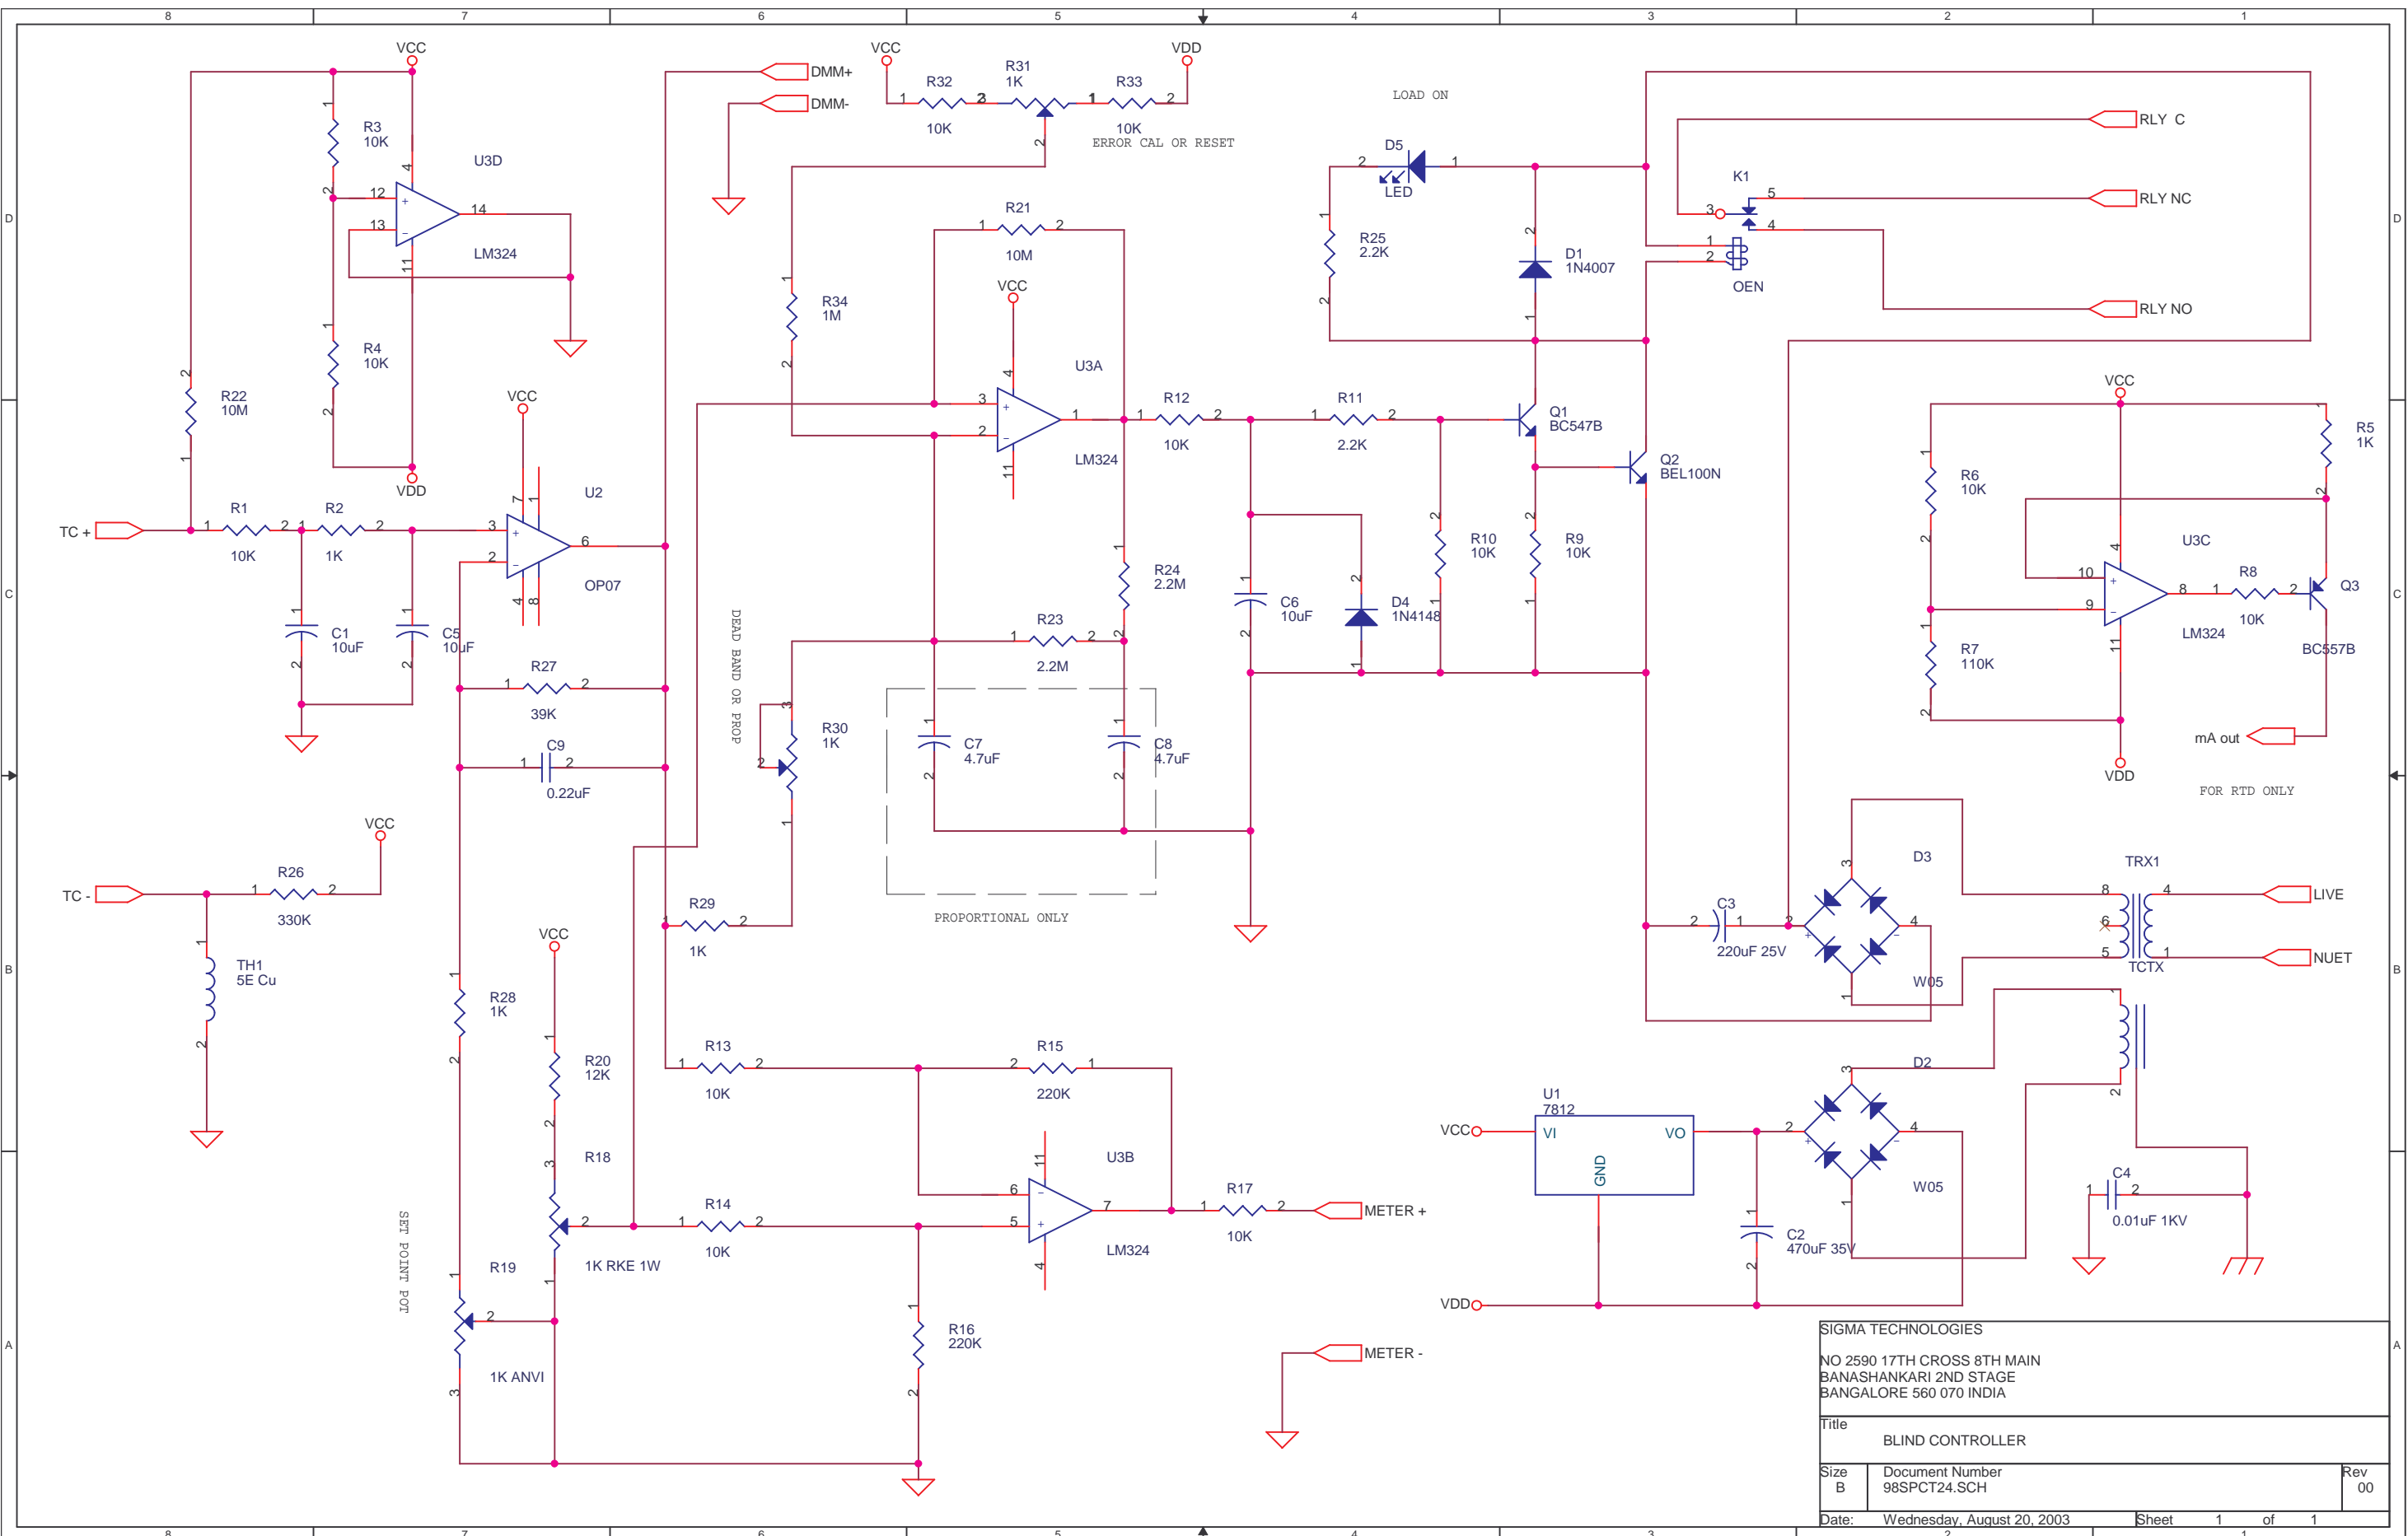 8 7 6 5 4 3 2 1
VCC
VCC
VDD
DMM+
DMM-
R32
10K
R31
1K
R33
10K
ERROR CAL OR RESET
LOAD ON
RLY C
RLY NC
RLY NO
K1
OEN
D5
LED
R25
2.2K
D1
1N4007
R3
10K
U3D
LM324
R4
10K
VDD
R22
10M
R21
10M
R34
1M
VCC
U3A
LM324
R12
10K
R11
2.2K
Q1
BC547B
Q2
BEL100N
VCC
U2
OP07
TC +
R1
10K
R2
1K
C1
10uF
C5
10uF
R27
39K
C9
0.22uF
DEAD BAND OR PROP
R30
1K
R23
2.2M
R24
2.2M
C7
4.7uF
C8
4.7uF
PROPORTIONAL ONLY
C6
10uF
D4
1N4148
R10
10K
R9
10K
VCC
R5
1K
R6
10K
R7
110K
U3C
LM324
R8
10K
Q3
BC557B
mA out
VDD
FOR RTD ONLY
TC -
R26
330K
VCC
TH1
5E Cu
R28
1K
R29
1K
VCC
R20
12K
R18
1K RKE 1W
R19
1K ANVI
SET POINT POT
R13
10K
R15
220K
R14
10K
R16
220K
U3B
LM324
R17
10K
METER +
METER -
C3
220uF 25V
D3
W05
TRX1
TCTX
LIVE
NUET
D2
W05
U1
7812
VI
VO
GND
VCC
VDD
C2
470uF 35V
C4
0.01uF 1KV
SIGMA TECHNOLOGIES
NO 2590 17TH CROSS 8TH MAIN
BANASHANKARI 2ND STAGE
BANGALORE 560 070 INDIA
Title
BLIND CONTROLLER
Size
B
Document Number
98SPCT24.SCH
Rev
00
Date: Wednesday, August 20, 2003 Sheet 1 of 1